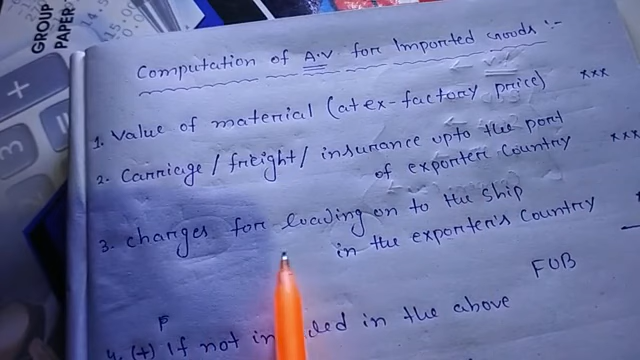 GROUP
PAPER
Computation of A.V for Imported Goods :-
1. Value of material (at ex-factory price) xxx
2. Carriage / freight / insurance upto the port
of exporter Country xxx
3. Charges for loading on to the ship
in the exporter's Country
FOB
4. (+) If not in the above